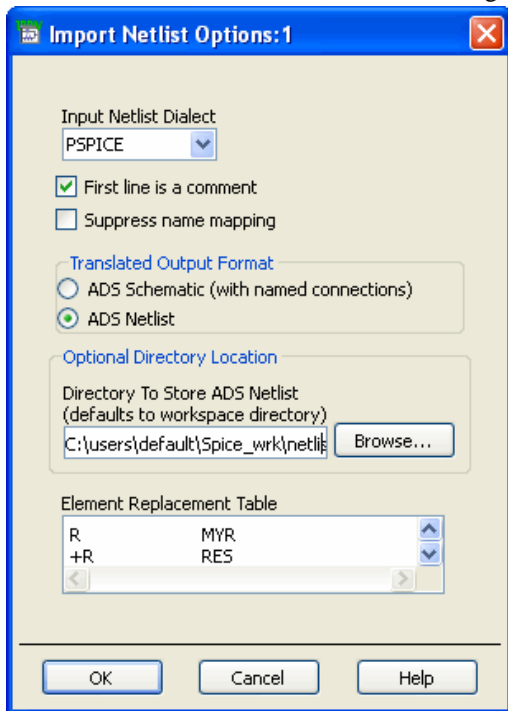 Import Netlist Options:1
Input Netlist Dialect
PSPICE
First line is a comment
Suppress name mapping
Translated Output Format
ADS Schematic (with named connections)
ADS Netlist
Optional Directory Location
Directory To Store ADS Netlist
(defaults to workspace directory)
C:\users\default\Spice_wrk\netlis Browse...
Element Replacement Table
R MYR
+R RES
OK Cancel Help